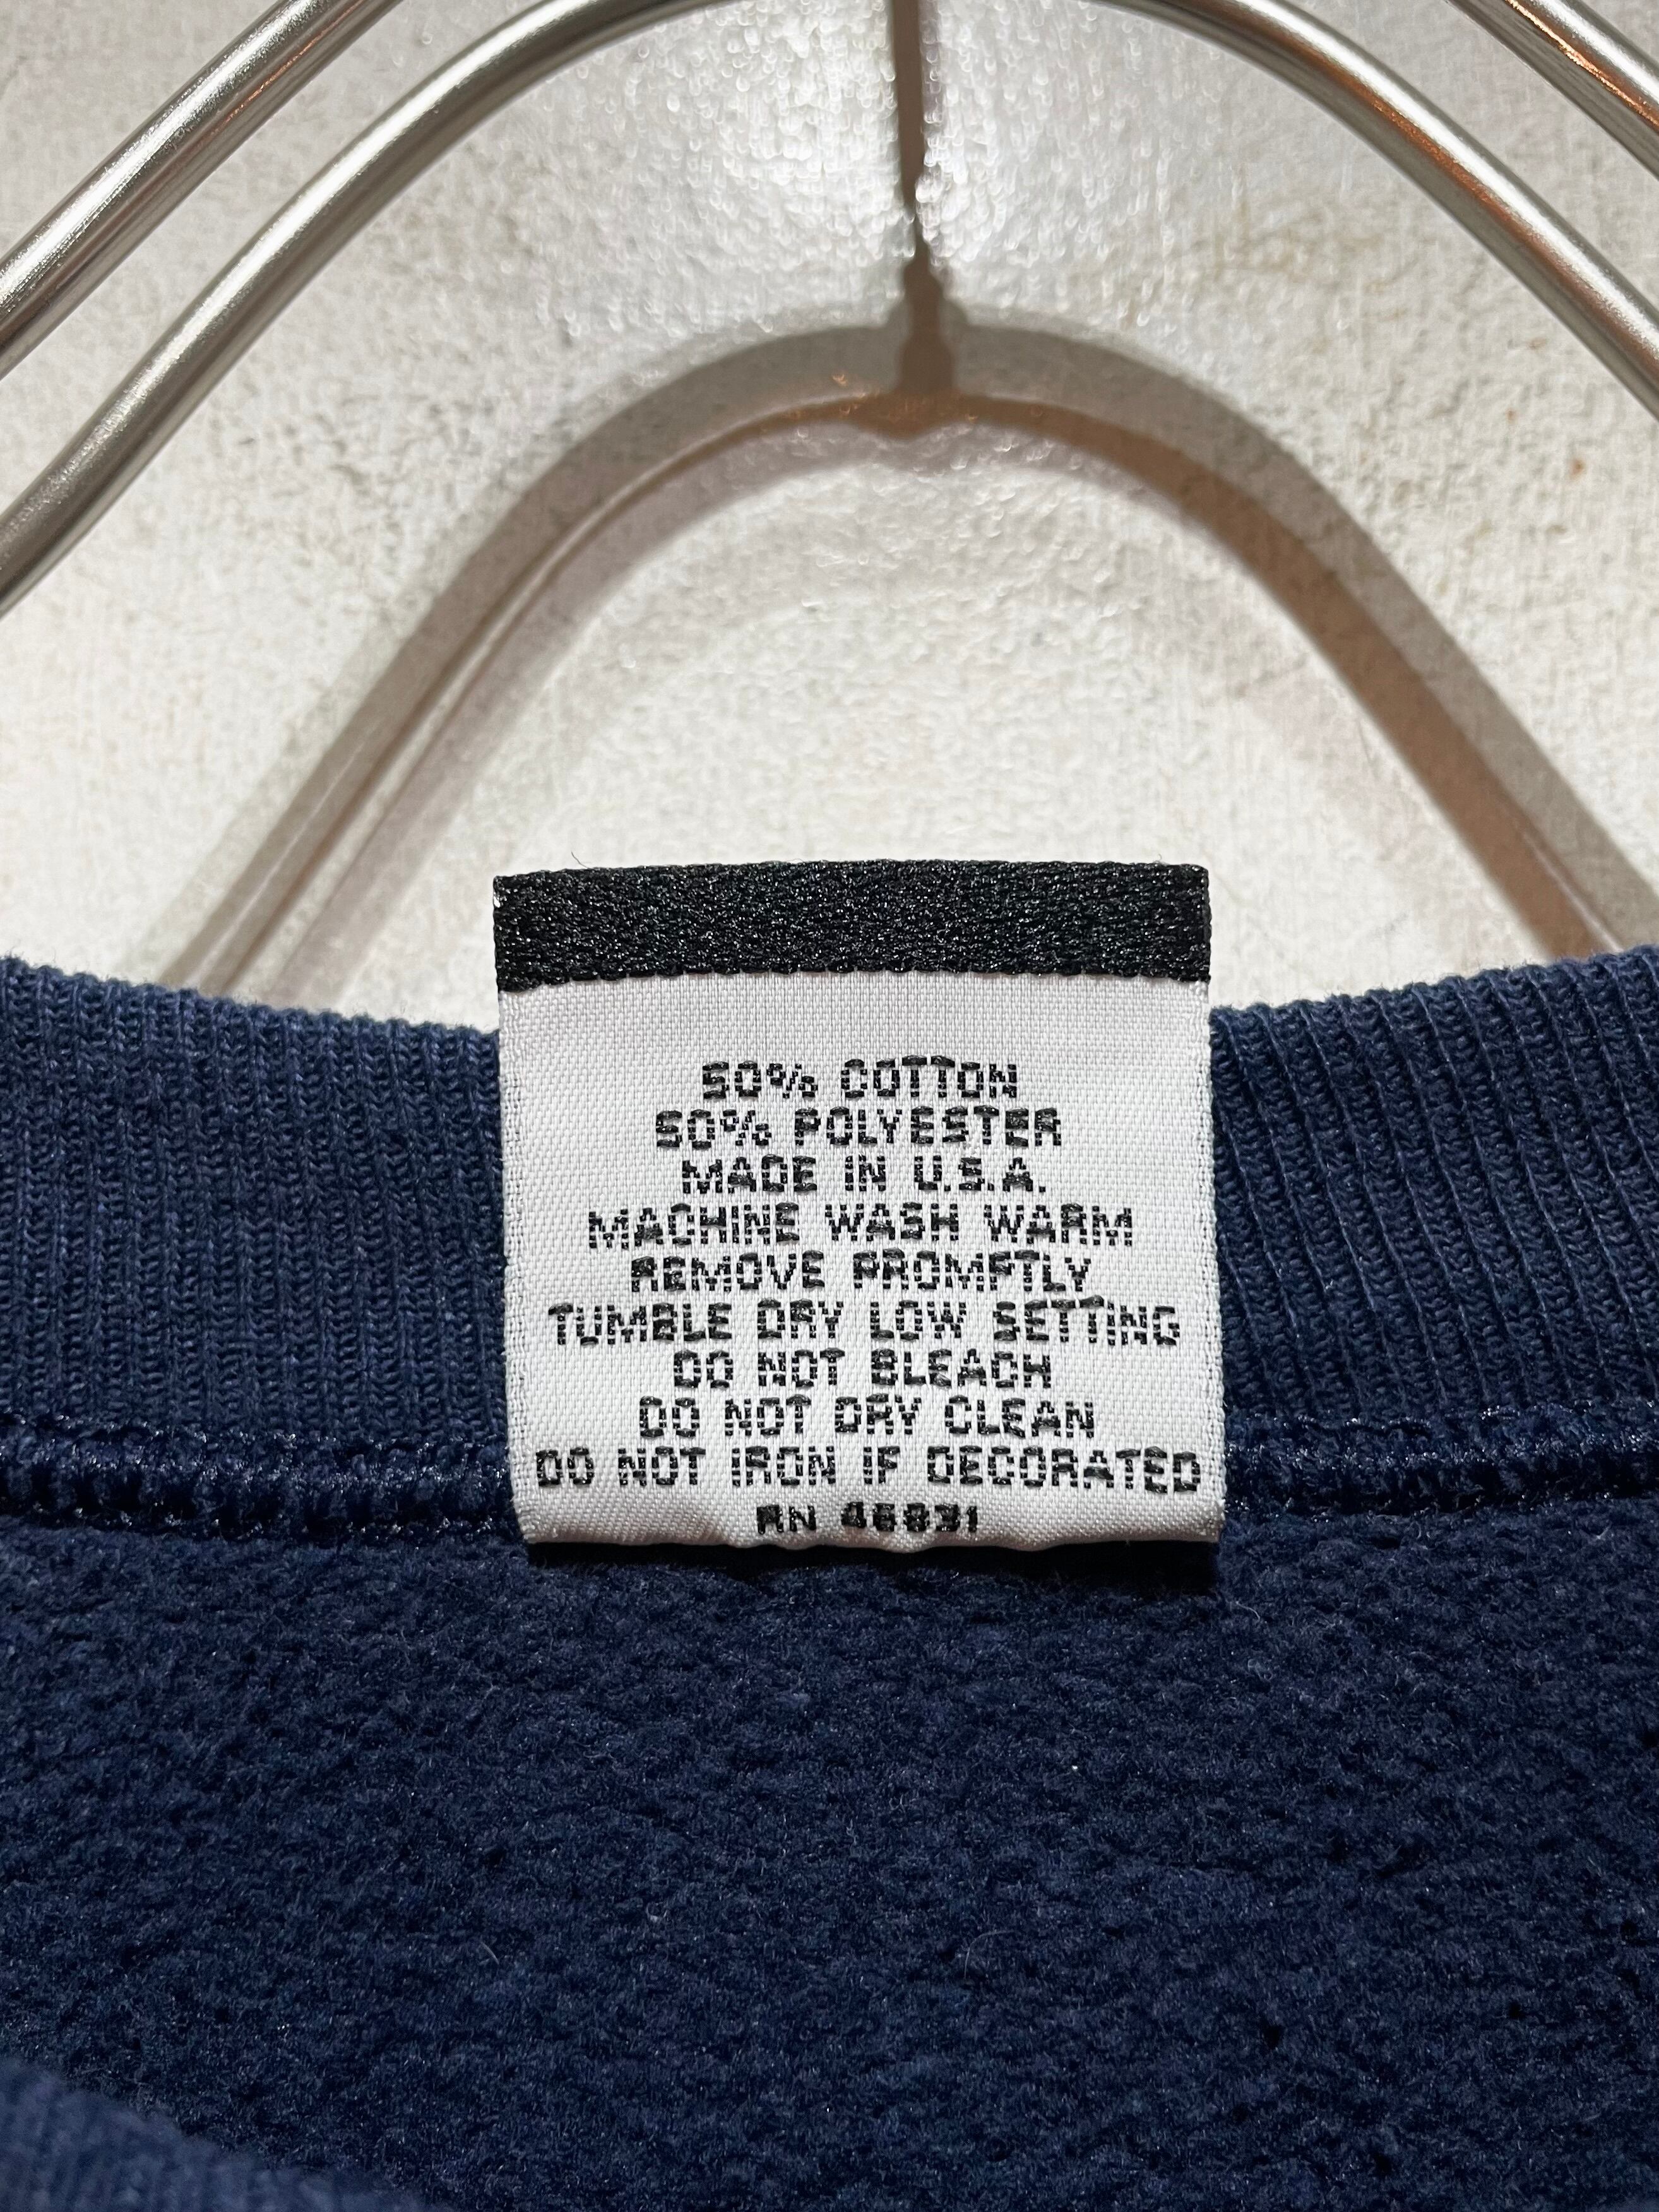 50% COTTON
50% POLYESTER
MADE IN U.S.A.
MACHINE WASH WARM
REMOVE PROMPTLY
TUMBLE DRY LOW SETTING
DO NOT BLEACH
DO NOT DRY CLEAN
DO NOT IRON IF DECORATED
RN